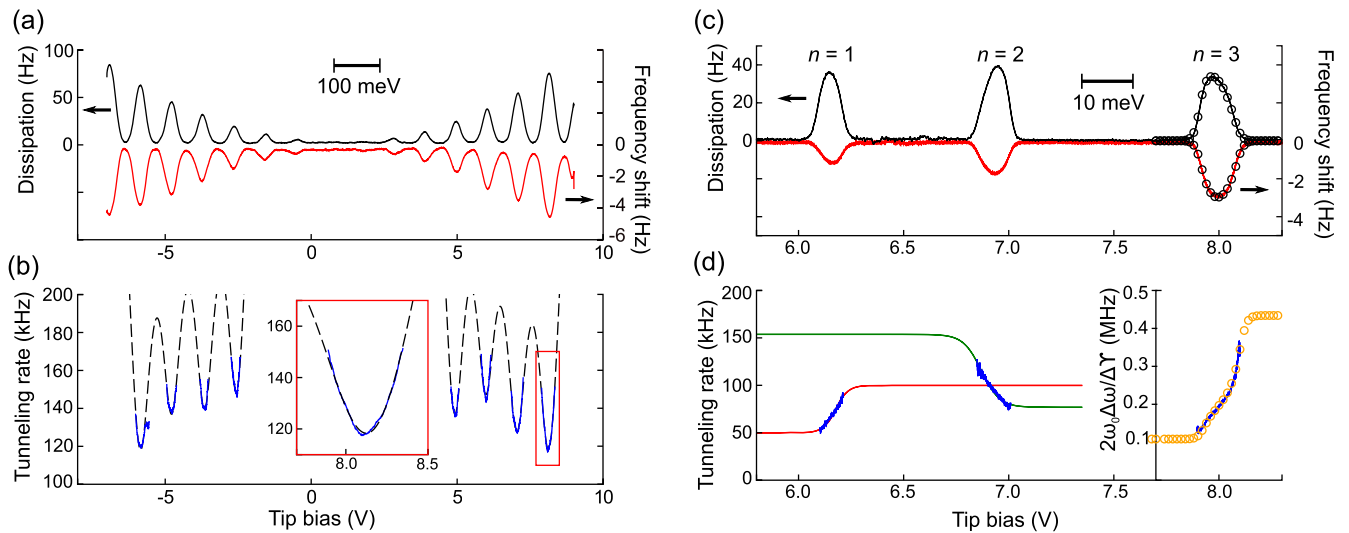 (a)
Dissipation (Hz)
100
50
0
100 meV
0
-2
-4
-6
Frequency shift (Hz)
-5
0
5
10
(b)
Tunneling rate (kHz)
200
180
160
140
120
100
160
140
120
8.0
8.5
-5
0
5
10
Tip bias (V)
(c)
Dissipation (Hz)
40
20
0
n = 1
n = 2
n = 3
10 meV
0
-2
-4
Frequency shift (Hz)
6.0
6.5
7.0
7.5
8.0
(d)
Tunneling rate (kHz)
200
150
100
50
0
2ω₀Δω/Δϒ (MHz)
0.5
0.4
0.3
0.2
0.1
6.0
6.5
7.0
7.5
8.0
Tip bias (V)